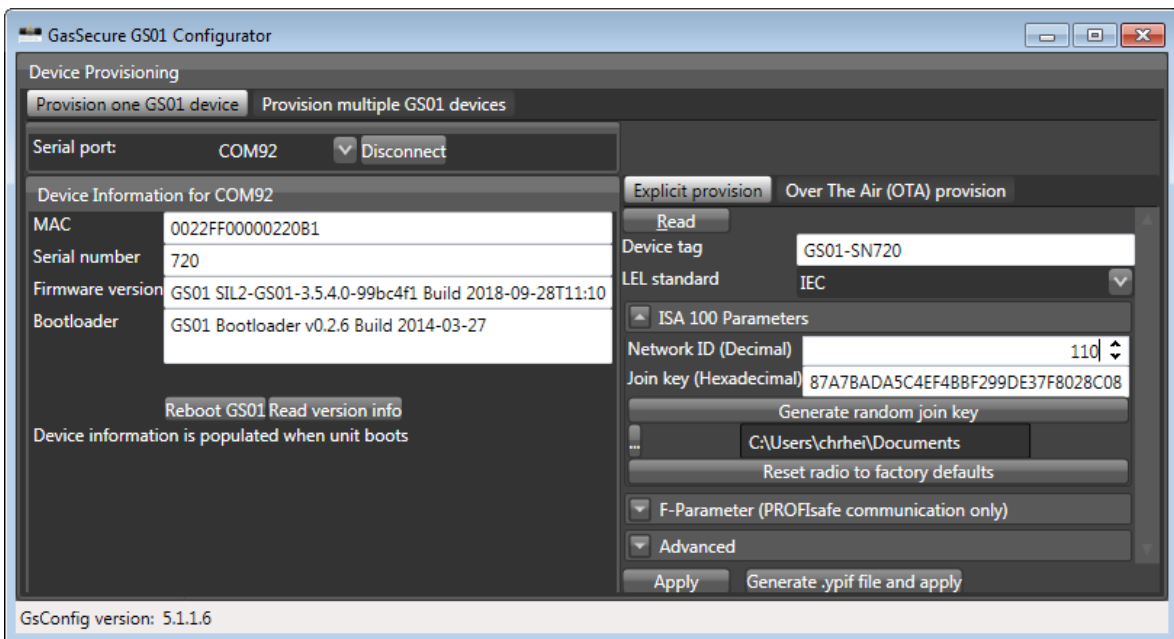 GasSecure GS01 Configurator
Device Provisioning
Provision one GS01 device Provision multiple GS01 devices
Serial port: COM92 Disconnect
Device Information for COM92
MAC 0022FF00000220B1
Serial number 720
Firmware version GS01 SIL2-GS01-3.5.4.0-99bc4f1 Build 2018-09-28T11:10
Bootloader GS01 Bootloader v0.2.6 Build 2014-03-27
Reboot GS01 Read version info
Device information is populated when unit boots
Explicit provision Over The Air (OTA) provision
Read
Device tag GS01-SN720
LEL standard IEC
ISA 100 Parameters
Network ID (Decimal) 110
Join key (Hexadecimal) 87A7BADA5C4EF4BBF299DE37F8028C08
Generate random join key
... C:\Users\chrhei\Documents
Reset radio to factory defaults
F-Parameter (PROFIsafe communication only)
Advanced
Apply Generate .ypif file and apply
GsConfig version: 5.1.1.6